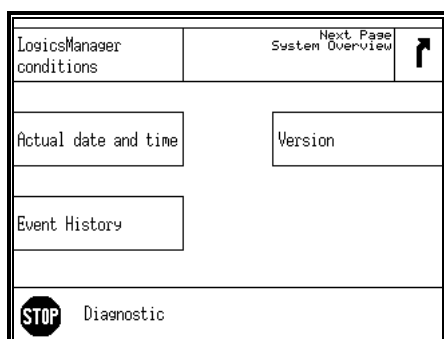 LogicsManager
conditions
Next Page
System Overview
Actual date and time
Version
Event History
STOP
Diagnostic